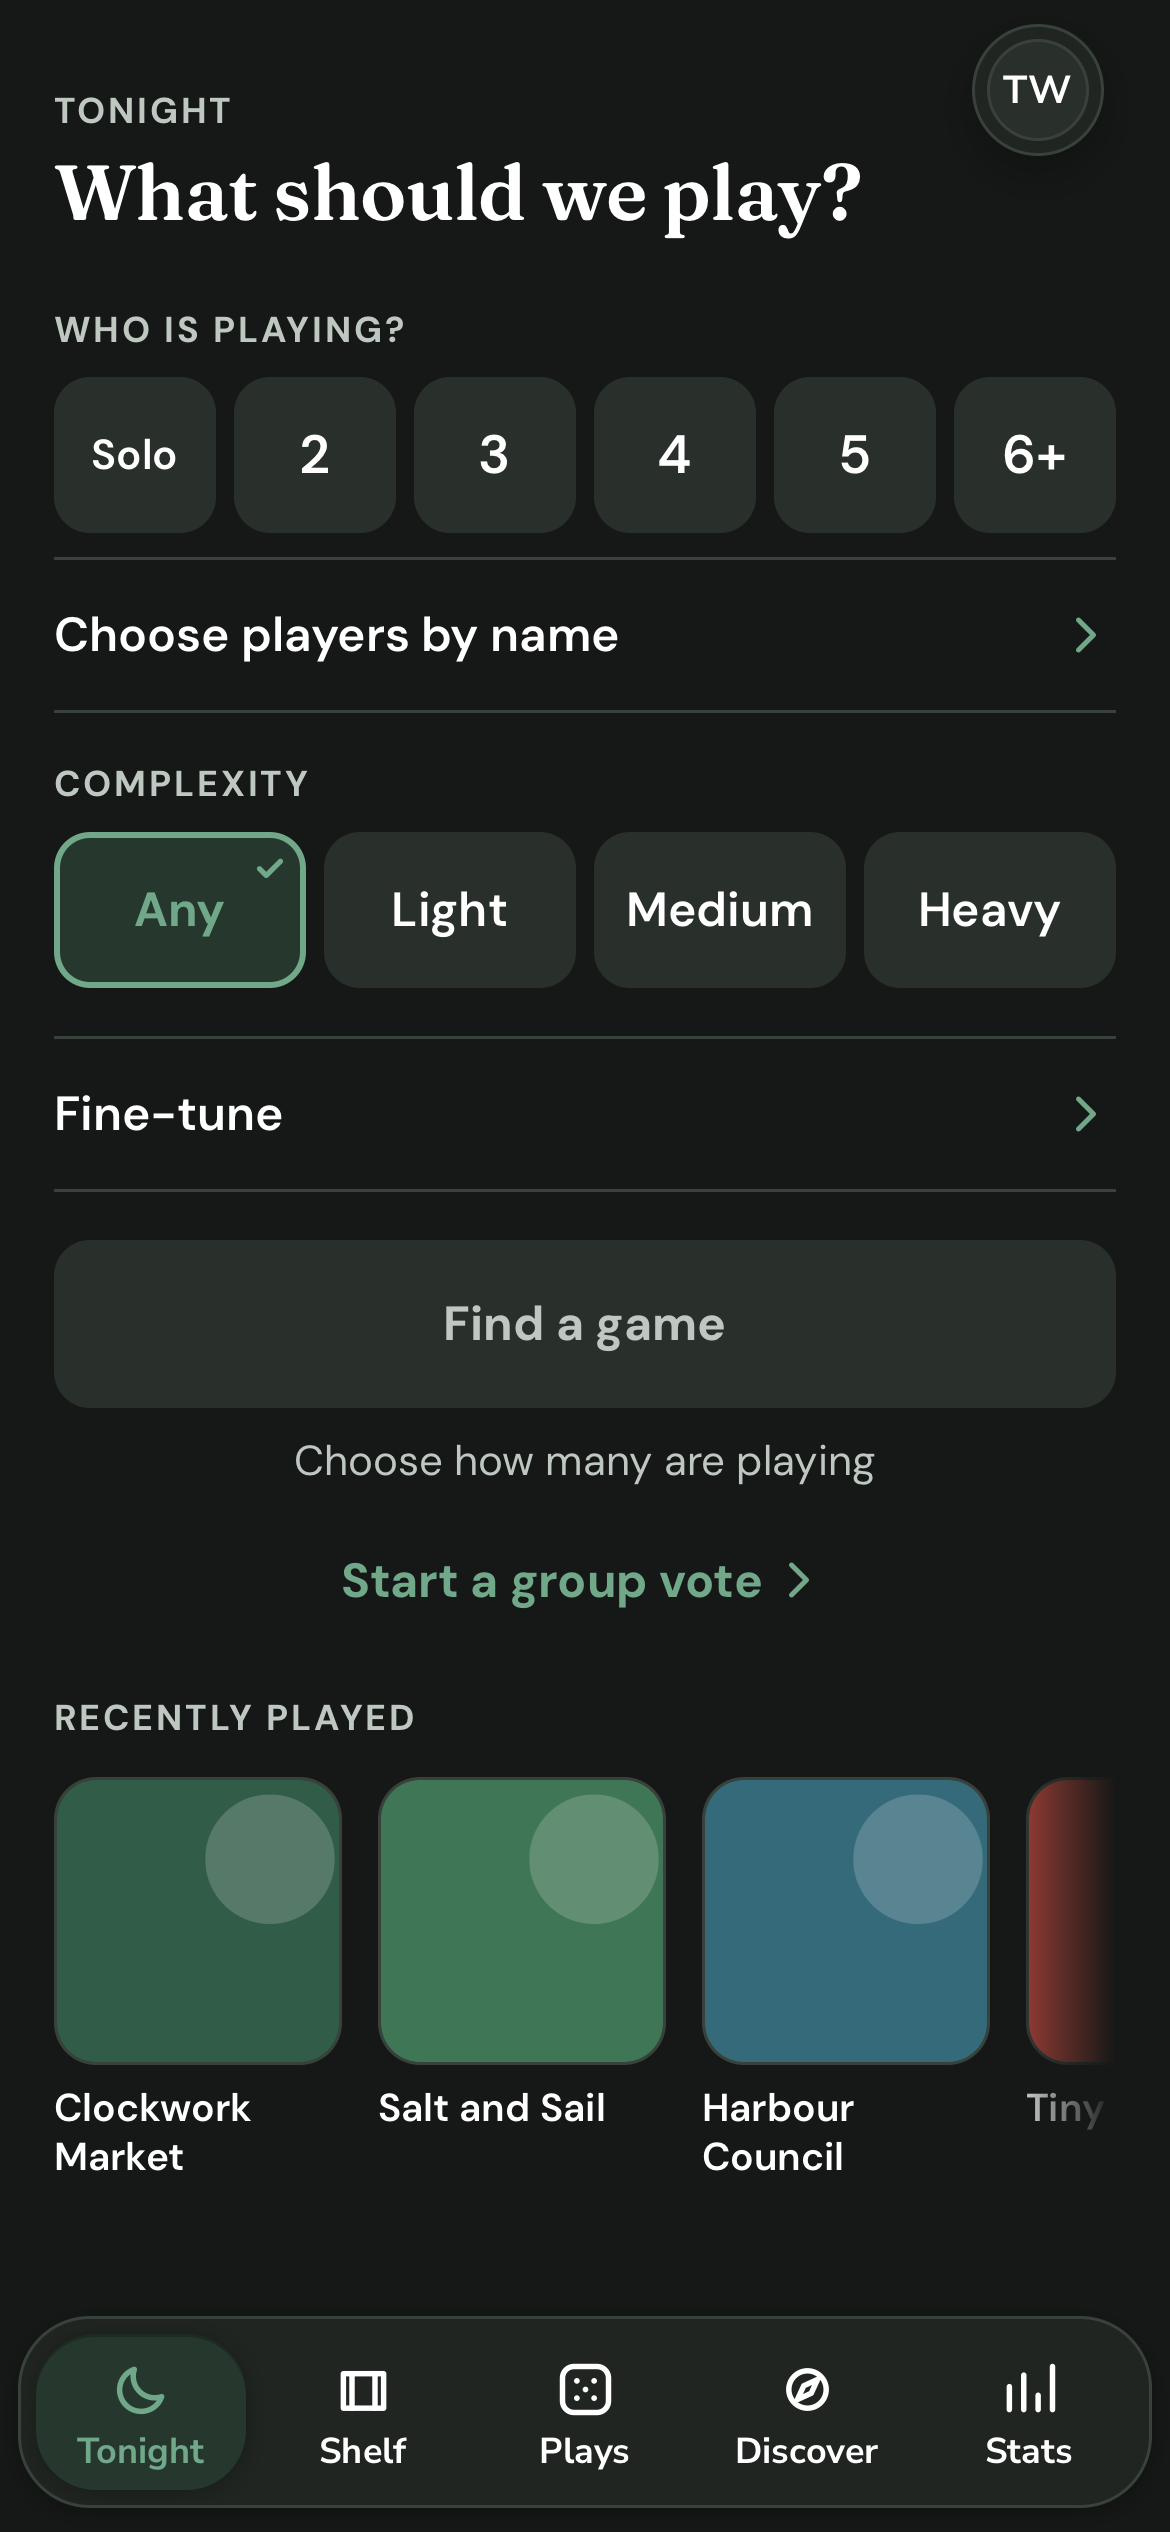 TW
TONIGHT
What should we play?
WHO IS PLAYING?
Solo 2 3 4 5 6+
Choose players by name
COMPLEXITY
Any Light Medium Heavy
Fine-tune
Find a game
Choose how many are playing
Start a group vote
RECENTLY PLAYED
Clockwork Market
Salt and Sail
Harbour Council
Tiny
Tonight Shelf Plays Discover Stats